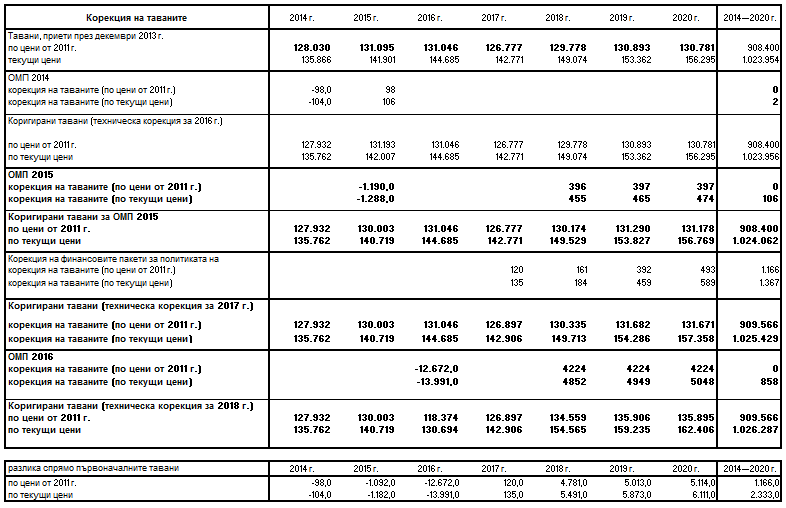 Корекция на таваните 2014 г. 2015 г. 2016 г. 2017 г. 2018 г. 2019 г. 2020 г. 2014—2020 г.
Тавани, приети през декември 2013 г.
по цени от 2011 г. 128.030 131.095 131.046 126.777 129.778 130.893 130.781 908.400
текущи цени 135.866 141.901 144.685 142.771 149.074 153.362 156.295 1.023.954
ОМП 2014
корекция на таваните (по цени от 2011 г.) -98,0 98 0
корекция на таваните (по текущи цени) -104,0 106 2
Коригирани тавани (техническа корекция за 2016 г.)
по цени от 2011 г. 127.932 131.193 131.046 126.777 129.778 130.893 130.781 908.400
по текущи цени 135.762 142.007 144.685 142.771 149.074 153.362 156.295 1.023.956
ОМП 2015
корекция на таваните (по цени от 2011 г.) -1.190,0 396 397 397 0
корекция на таваните (по текущи цени) -1.288,0 455 465 474 106
Коригирани тавани за ОМП 2015
по цени от 2011 г. 127.932 130.003 131.046 126.777 130.174 131.290 131.178 908.400
по текущи цени 135.762 140.719 144.685 142.771 149.529 153.827 156.769 1.024.062
Корекция на финансовите пакети за политиката на
корекция на таваните (по цени от 2011 г.) 120 161 392 493 1.166
корекция на таваните (по текущи цени) 135 184 459 589 1.367
Коригирани тавани (техническа корекция за 2017 г.)
корекция на таваните (по цени от 2011 г.) 127.932 130.003 131.046 126.897 130.335 131.682 131.671 909.566
корекция на таваните (по текущи цени) 135.762 140.719 144.685 142.906 149.713 154.286 157.358 1.025.429
ОМП 2016
корекция на таваните (по цени от 2011 г.) -12.672,0 4224 4224 4224 0
корекция на таваните (по текущи цени) -13.991,0 4852 4949 5048 858
Коригирани тавани (техническа корекция за 2018 г.)
по цени от 2011 г. 127.932 130.003 118.374 126.897 134.559 135.906 135.895 909.566
по текущи цени 135.762 140.719 130.694 142.906 154.565 159.235 162.406 1.026.287
разлика спрямо първоначалните тавани 2014 г. 2015 г. 2016 г. 2017 г. 2018 г. 2019 г. 2020 г. 2014—2020 г.
по цени от 2011 г. -98,0 -1.092,0 -12.672,0 120,0 4.781,0 5.013,0 5.114,0 1.166,0
по текущи цени -104,0 -1.182,0 -13.991,0 135,0 5.491,0 5.873,0 6.111,0 2.333,0